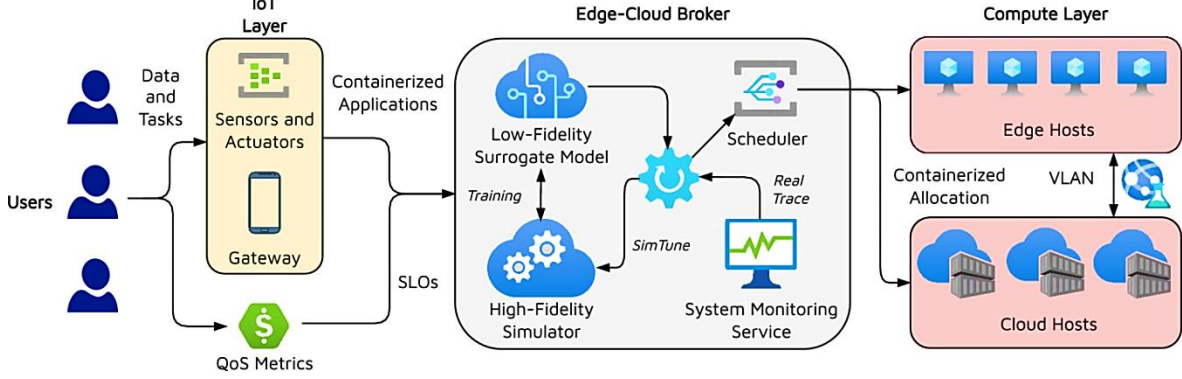 IoT
Layer
Edge-Cloud Broker
Compute Layer
Users
Data
and
Tasks
Sensors and
Actuators
Gateway
QoS Metrics
Containerized
Applications
SLOs
Low-Fidelity
Surrogate Model
Training
High-Fidelity
Simulator
SimTune
Scheduler
Real
Trace
System Monitoring
Service
Edge Hosts
Containerized
Allocation
VLAN
Cloud Hosts